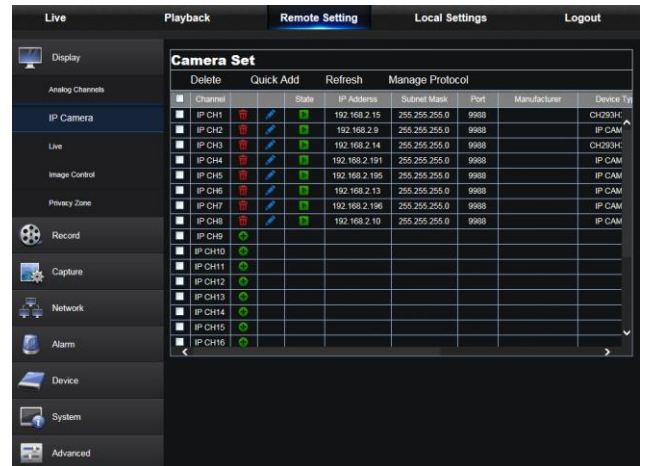 Live Playback Remote Setting Local Settings Logout
Display
Analog Channels
IP Camera
Live
Image Control
Privacy Zone
Record
Capture
Network
Alarm
Device
System
Advanced
Camera Set
Delete Quick Add Refresh Manage Protocol
Channel State IP Adderss Subnet Mask Port Manufacturer Device Typ
IP CH1 192.168.2.15 255.255.255.0 9988 CH293H
IP CH2 192.168.2.9 255.255.255.0 9988 IP CAM
IP CH3 192.168.2.14 255.255.255.0 9988 CH293H
IP CH4 192.168.2.191 255.255.255.0 9988 IP CAM
IP CH5 192.168.2.195 255.255.255.0 9988 IP CAM
IP CH6 192.168.2.13 255.255.255.0 9988 IP CAM
IP CH7 192.168.2.196 255.255.255.0 9988 IP CAM
IP CH8 192.168.2.10 255.255.255.0 9988 IP CAM
IP CH9
IP CH10
IP CH11
IP CH12
IP CH13
IP CH14
IP CH15
IP CH16